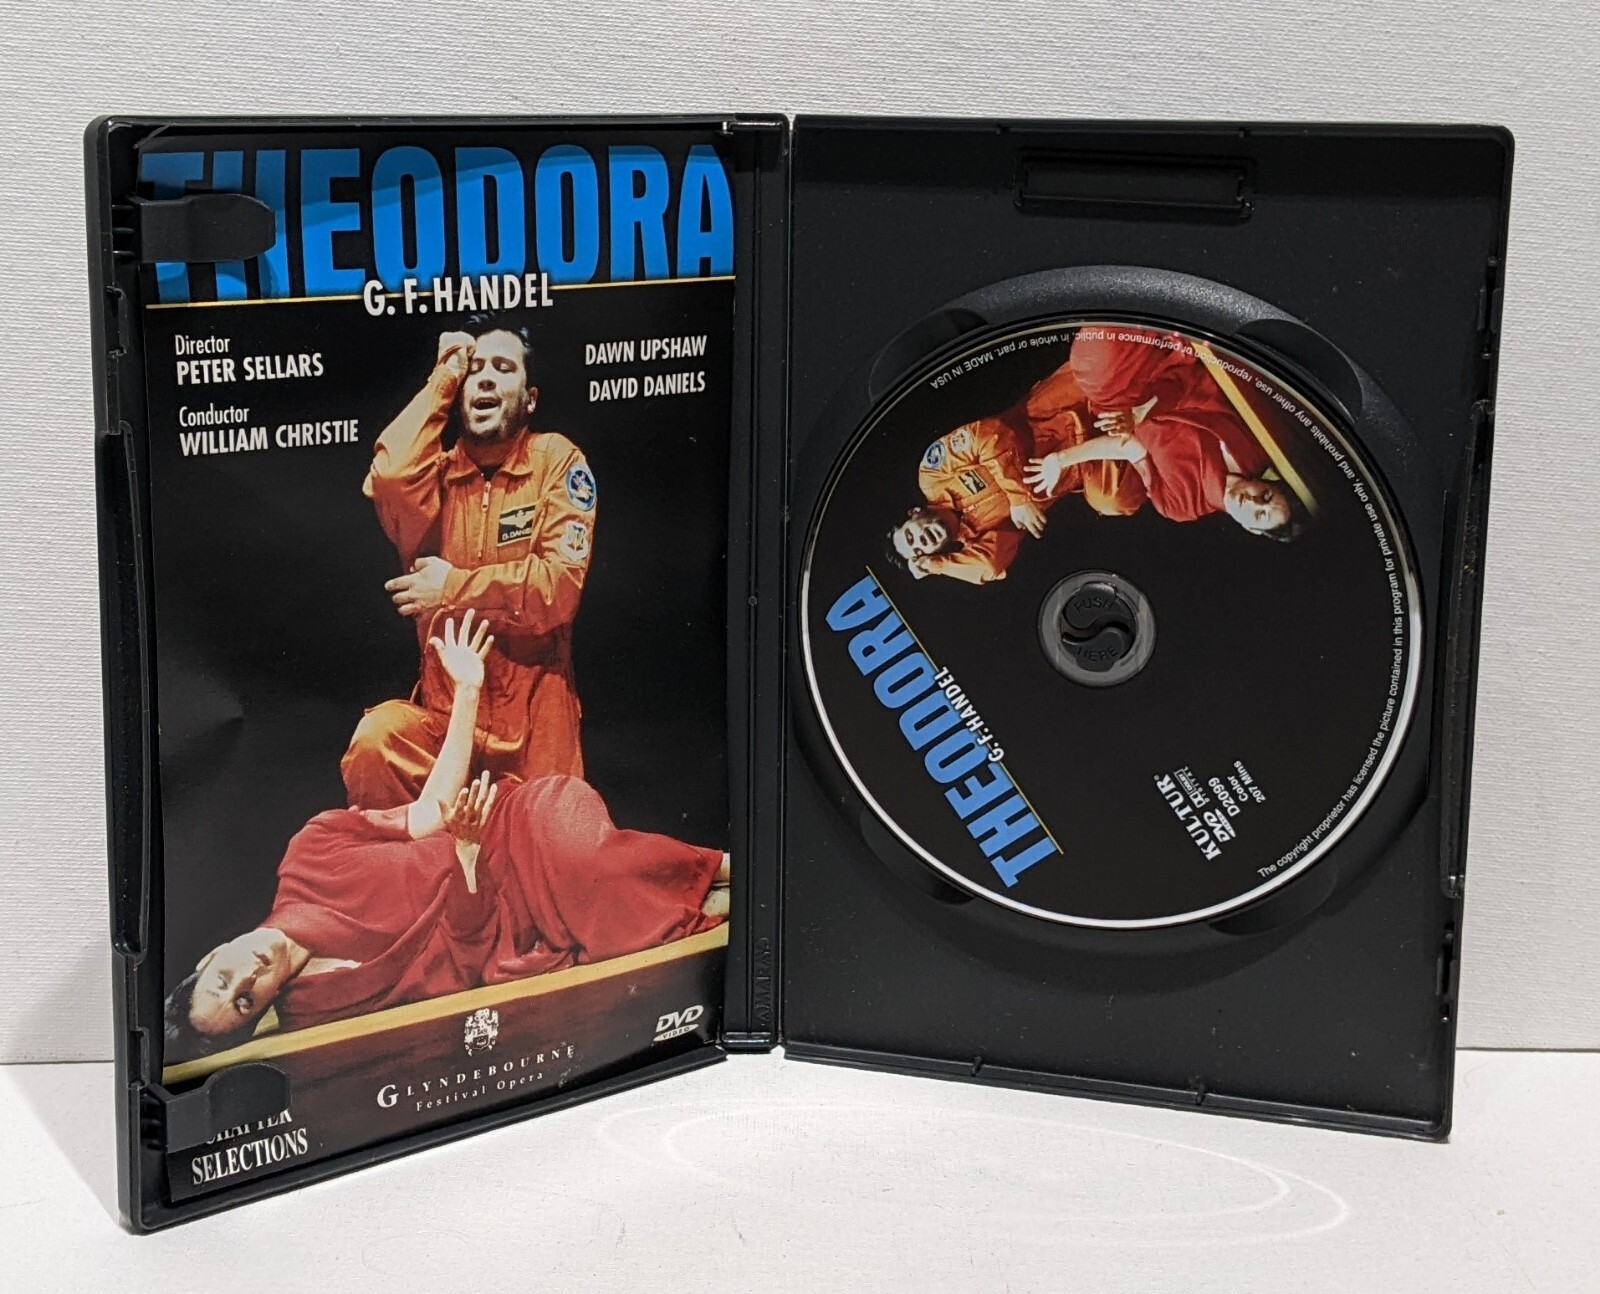 THEODORA
G. F. HANDEL
Director
PETER SELLARS
Conductor
WILLIAM CHRISTIE
DAWN UPSHAW
DAVID DANIELS
DVD
VIDEO
GLYNDEBOURNE
Festival Opera
CHAPTER
SELECTIONS
THEODORA
G. F. HANDEL
PUSH
HERE
KULTUR
DVD
D2099
Color
207 Mins
The copyright proprietor has licensed the picture contained in this program for private use only, and prohibits any other use, reproduction or performance in public, in whole or part. MADE IN USA
AMARAY